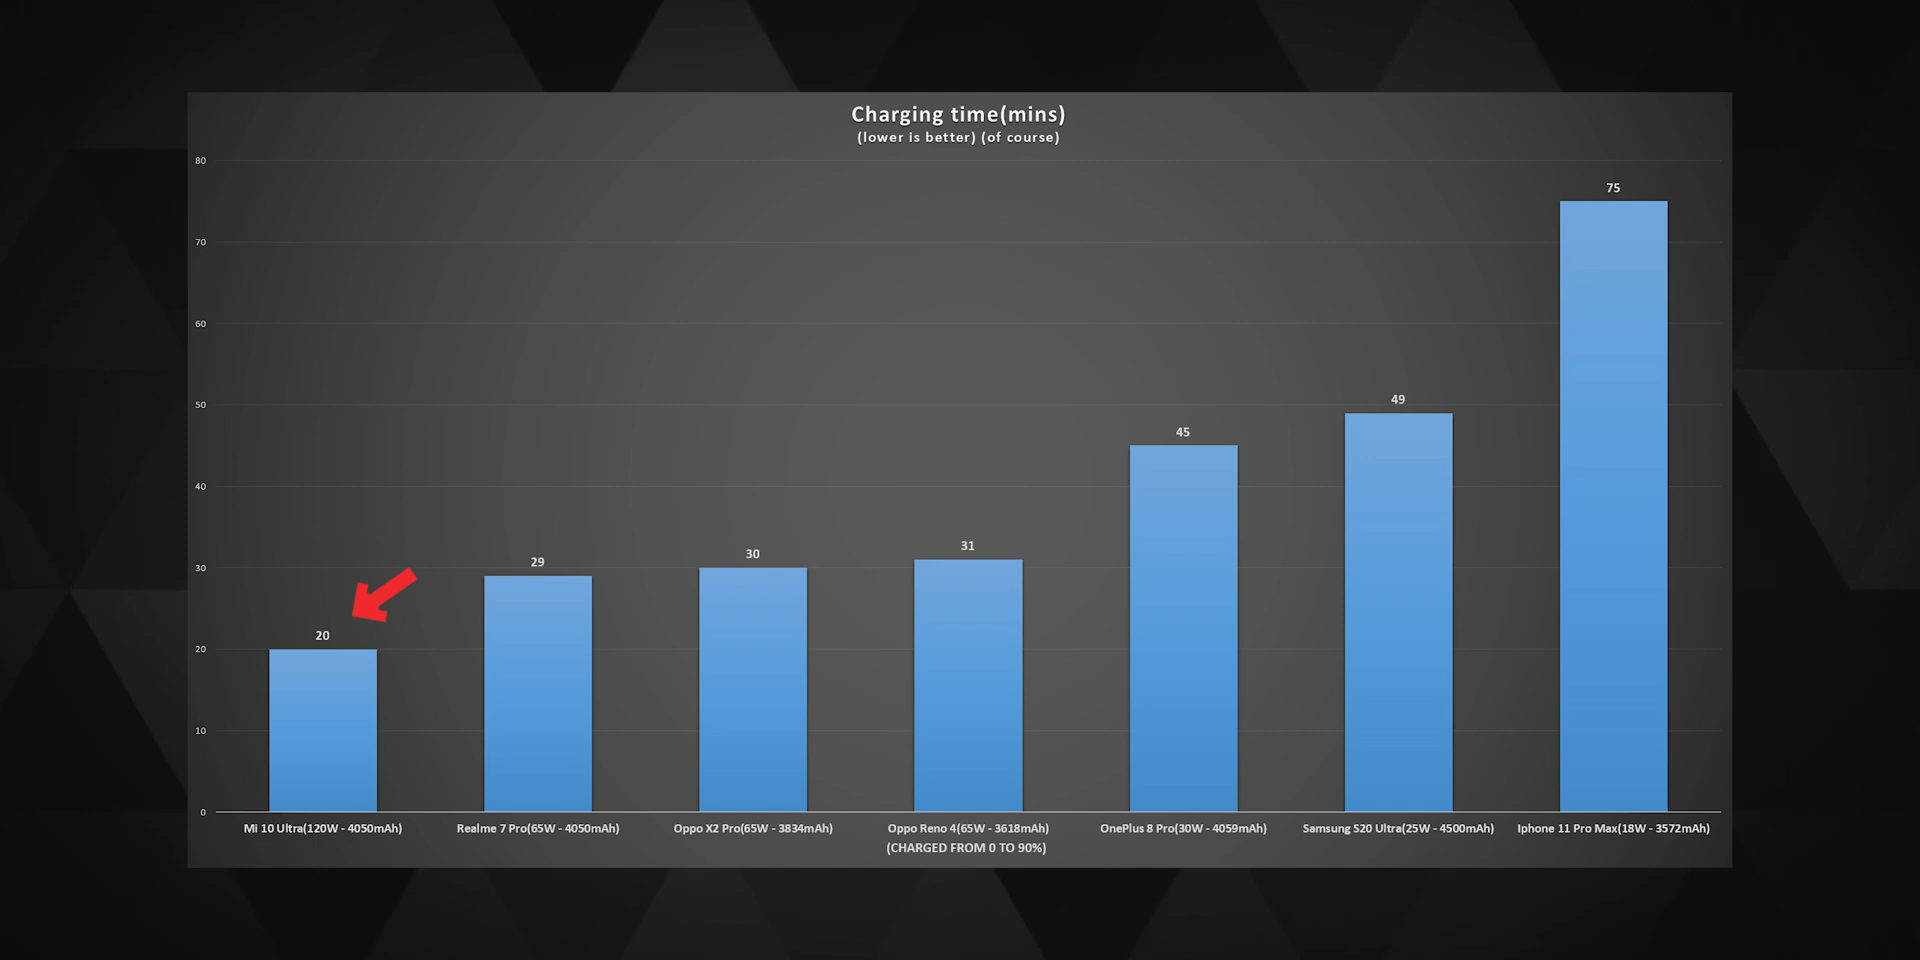 Charging time(mins)
(lower is better) (of course)
80
70
60
50
40
30
20
10
0
20
29
30
31
45
49
75
Mi 10 Ultra(120W - 4050mAh)
Realme 7 Pro(65W - 4050mAh)
Oppo X2 Pro(65W - 3834mAh)
Oppo Reno 4(65W - 3618mAh)
OnePlus 8 Pro(30W - 4059mAh)
Samsung S20 Ultra(25W - 4500mAh)
Iphone 11 Pro Max(18W - 3572mAh)
(CHARGED FROM 0 TO 90%)